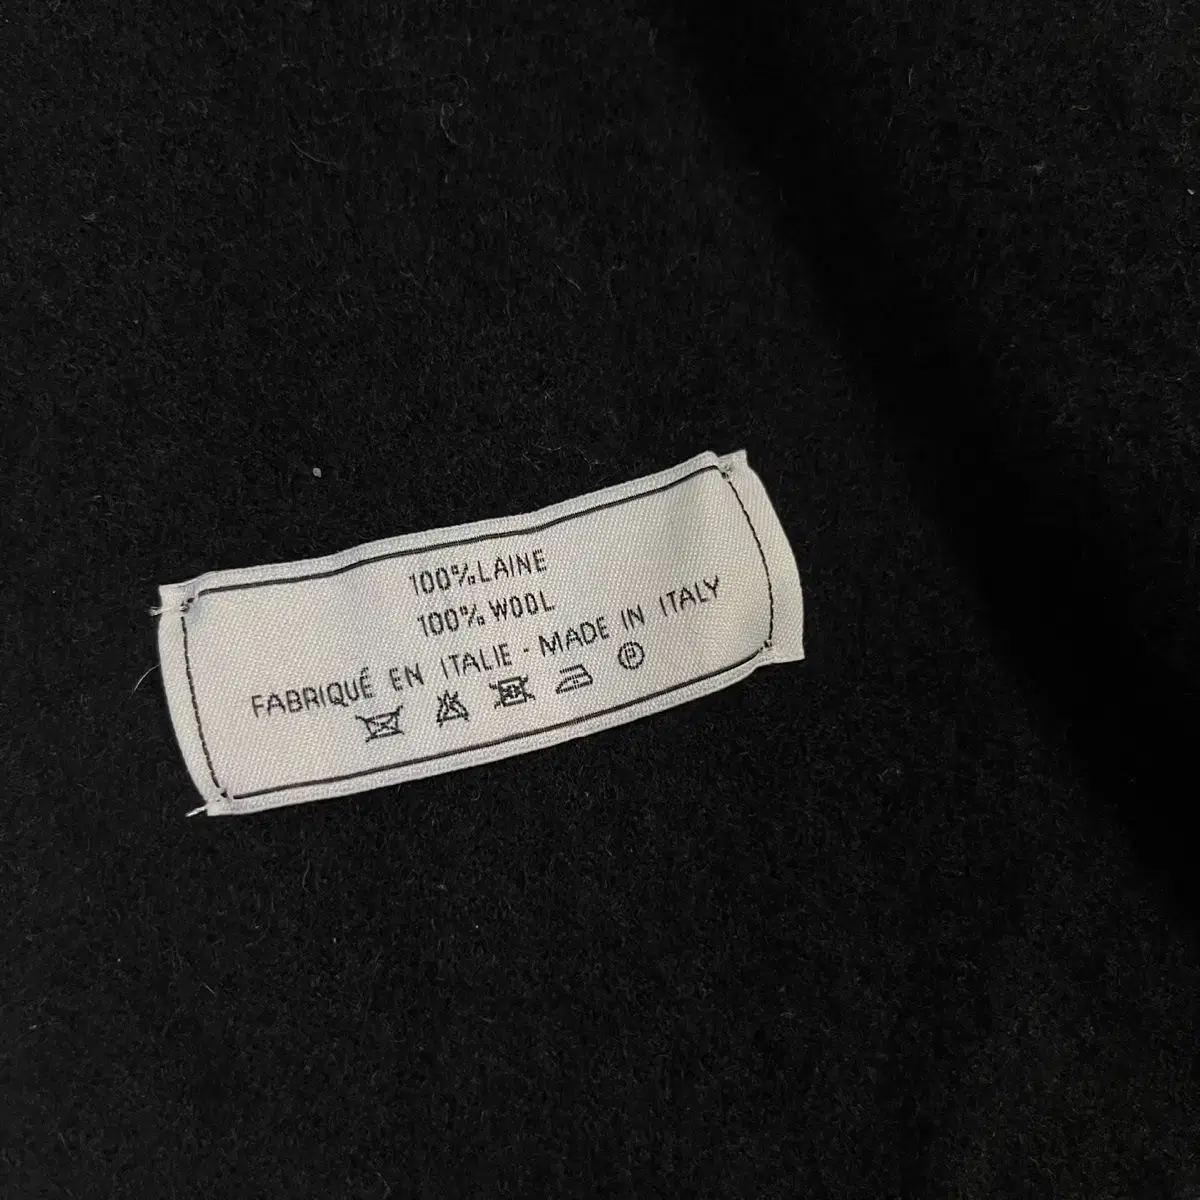 100% LAINE
100% WOOL
FABRIQUÉ EN ITALIE - MADE IN ITALY
P